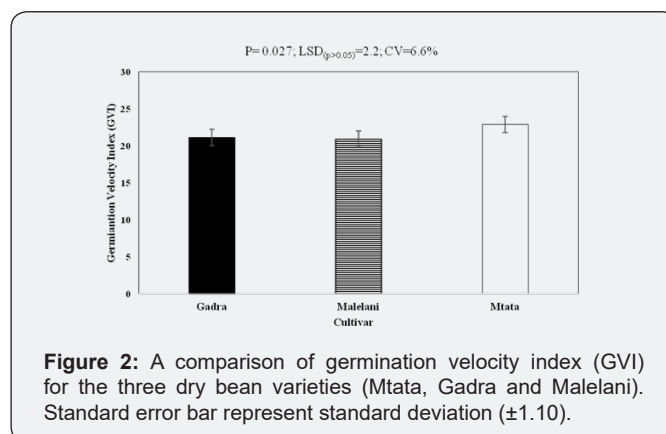 P= 0.027; LSD(p>0.05)=2.2; CV=6.6%
30
25
20
15
10
5
0
Germiantion Velocity Index (GVI)
Gadra
Malelani
Mtata
Cultivar
Figure 2: A comparison of germination velocity index (GVI)
for the three dry bean varieties (Mtata, Gadra and Malelani).
Standard error bar represent standard deviation (±1.10).